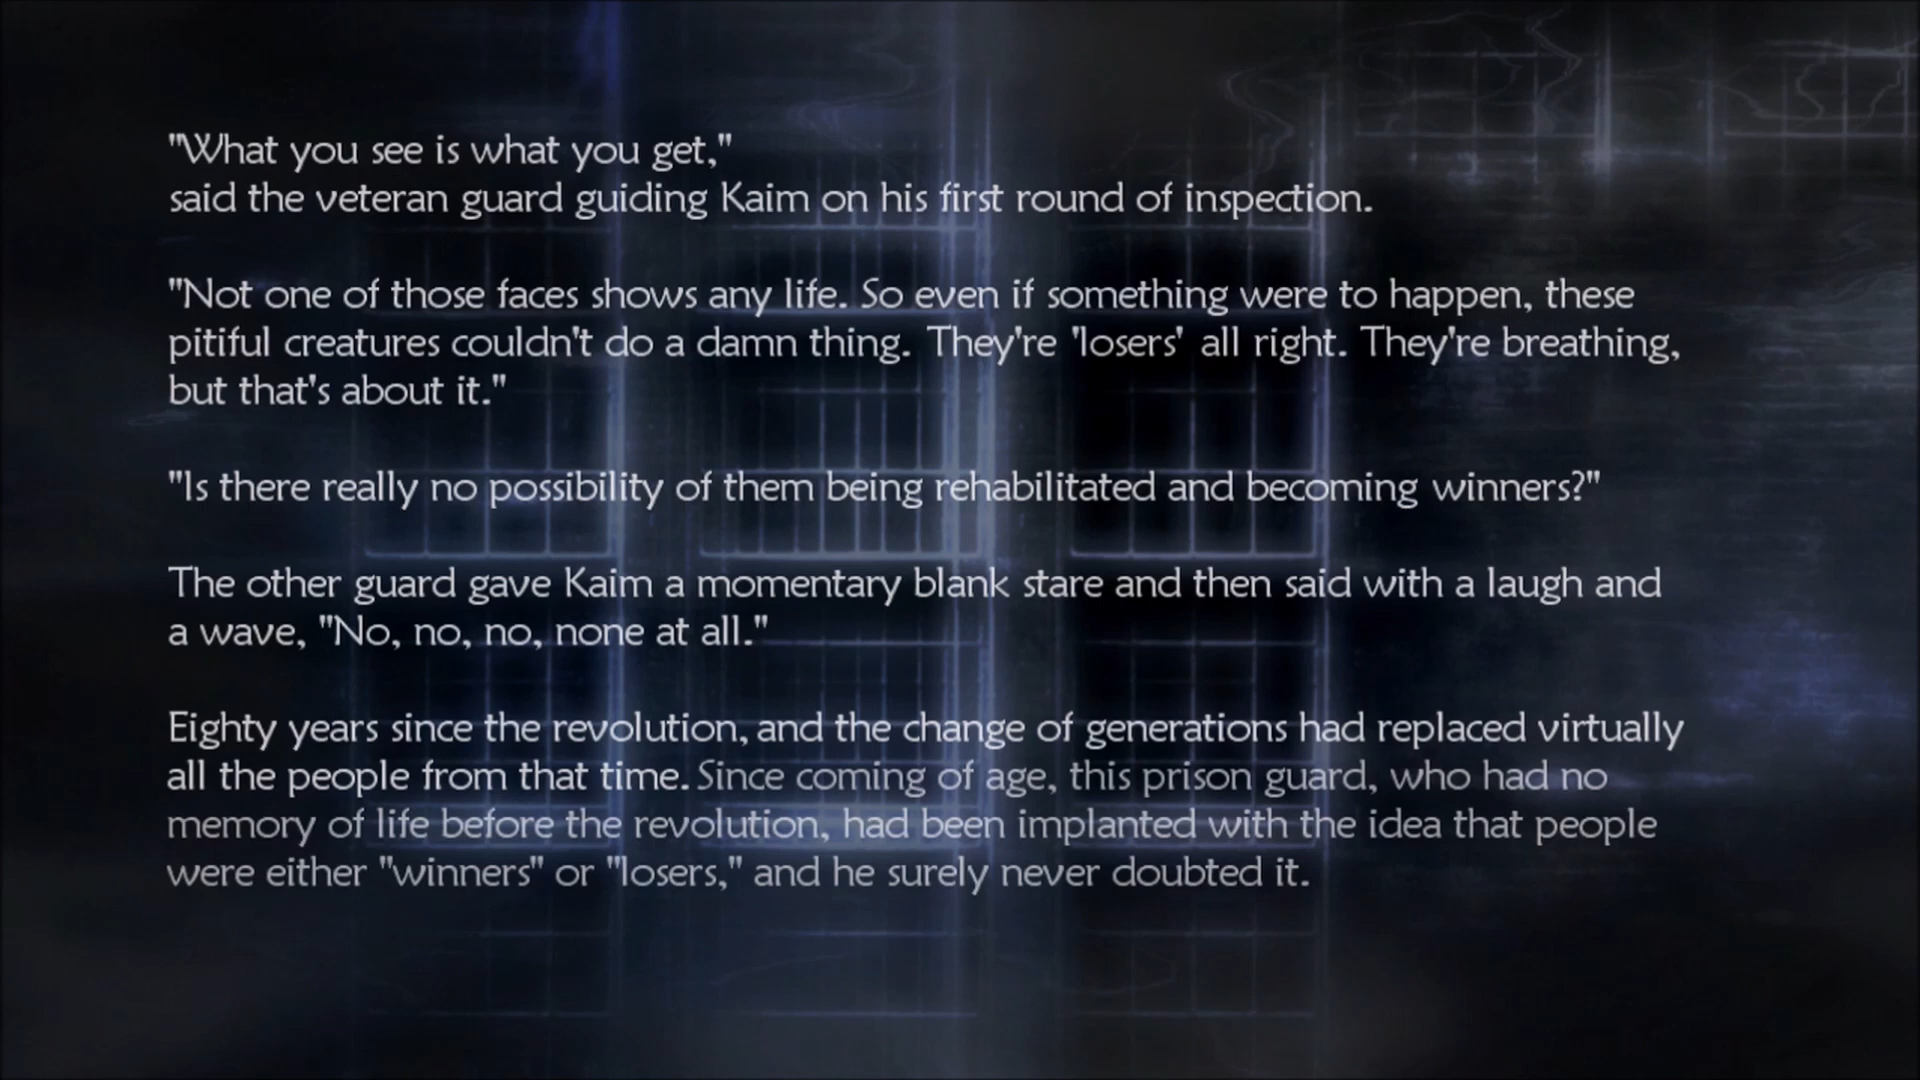 "What you see is what you get,"
said the veteran guard guiding Kaim on his first round of inspection.
"Not one of those faces shows any life. So even if something were to happen, these
pitiful creatures couldn't do a damn thing. They're 'losers' all right. They're breathing,
but that's about it."
"Is there really no possibility of them being rehabilitated and becoming winners?"
The other guard gave Kaim a momentary blank stare and then said with a laugh and
a wave, "No, no, no, none at all."
Eighty years since the revolution, and the change of generations had replaced virtually
all the people from that time. Since coming of age, this prison guard, who had no
memory of life before the revolution, had been implanted with the idea that people
were either "winners" or "losers," and he surely never doubted it.